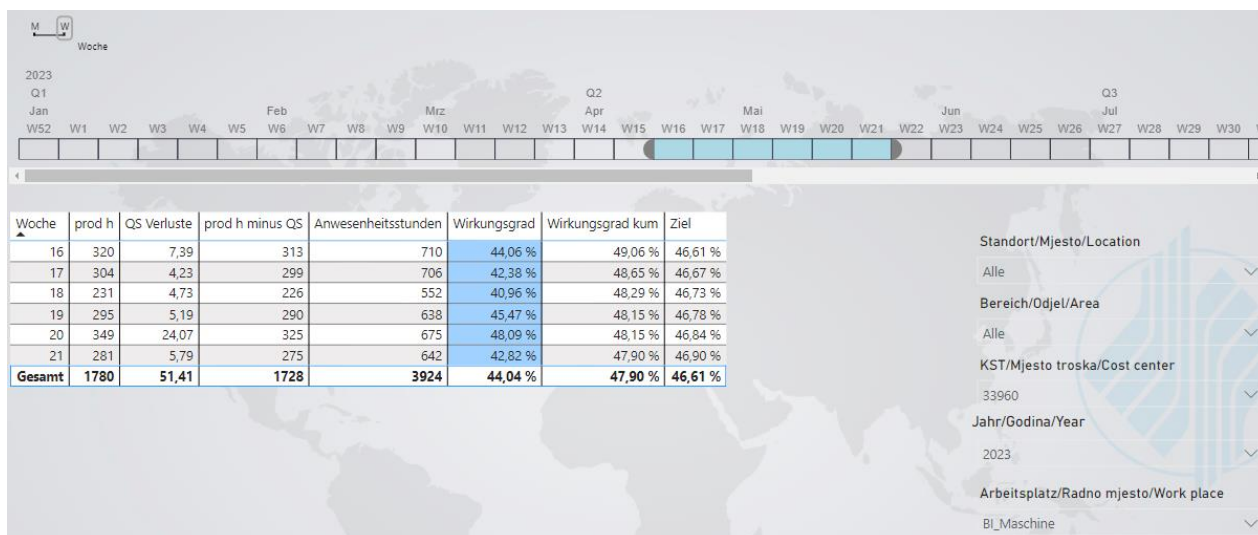 M W
Woche
2023
Q1 Q2 Q3
Jan Feb Mrz Apr Mai Jun Jul
W52 W1 W2 W3 W4 W5 W6 W7 W8 W9 W10 W11 W12 W13 W14 W15 W16 W17 W18 W19 W20 W21 W22 W23 W24 W25 W26 W27 W28 W29 W30
Woche prod h QS Verluste prod h minus QS Anwesenheitsstunden Wirkungsgrad Wirkungsgrad kum Ziel
16 320 7,39 313 710 44,06 % 49,06 % 46,61 %
17 304 4,23 299 706 42,38 % 48,65 % 46,67 %
18 231 4,73 226 552 40,96 % 48,29 % 46,73 %
19 295 5,19 290 638 45,47 % 48,15 % 46,78 %
20 349 24,07 325 675 48,09 % 48,15 % 46,84 %
21 281 5,79 275 642 42,82 % 47,90 % 46,90 %
Gesamt 1780 51,41 1728 3924 44,04 % 47,90 % 46,61 %
Standort/Mjesto/Location
Alle
Bereich/Odjel/Area
Alle
KST/Mjesto troska/Cost center
33960
Jahr/Godina/Year
2023
Arbeitsplatz/Radno mjesto/Work place
BI_Maschine